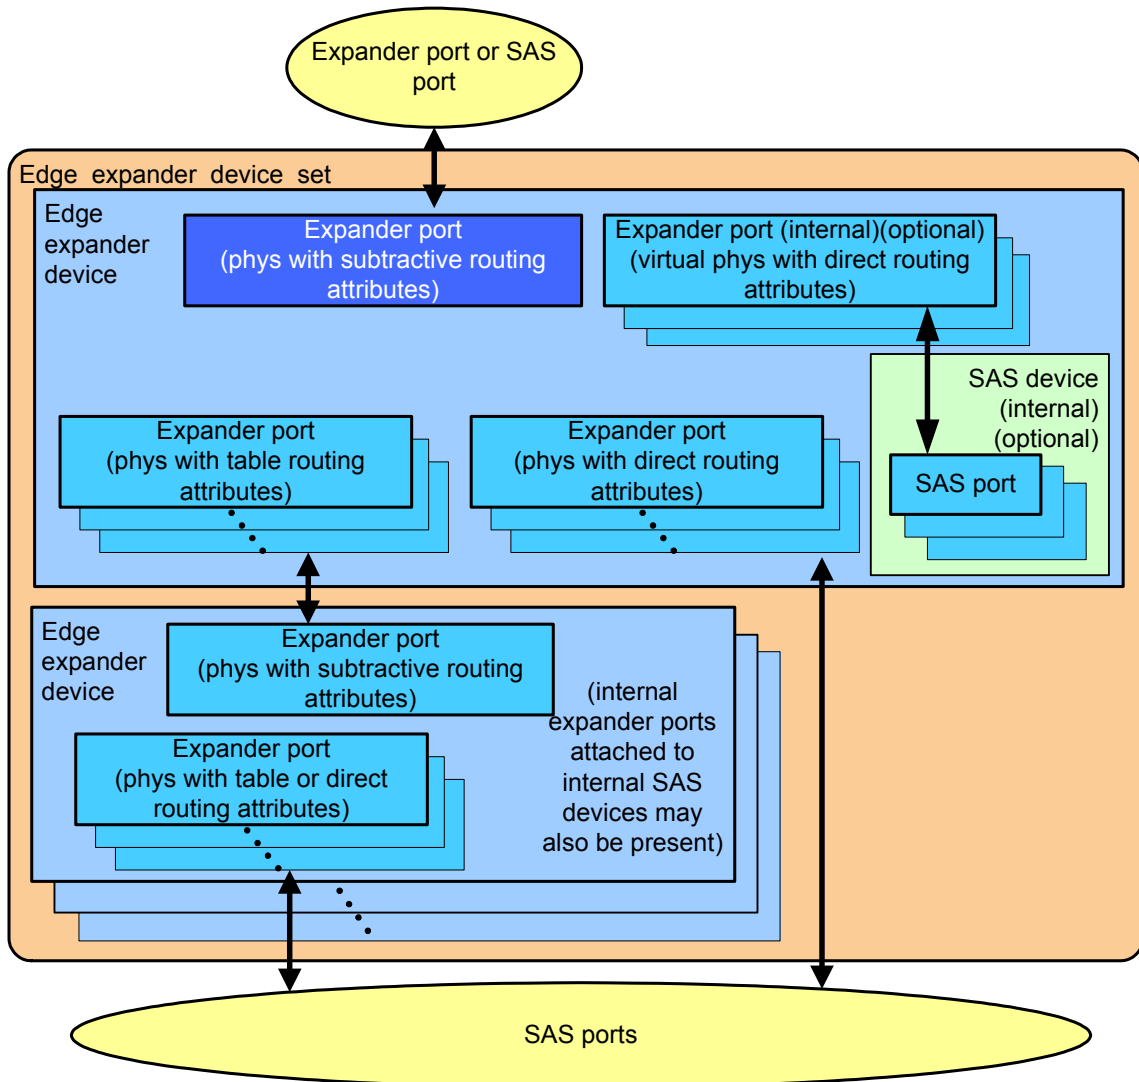 Expander port or SAS
port
Edge expander device set
Edge
expander
device
Expander port
(phys with subtractive routing
attributes)
Expander port (internal)(optional)
(virtual phys with direct routing
attributes)
SAS device
(internal)
(optional)
SAS port
Expander port
(phys with table routing
attributes)
Expander port
(phys with direct routing
attributes)
Edge
expander
device
Expander port
(phys with subtractive routing
attributes)
(internal
expander ports
attached to
internal SAS
devices may
also be present)
Expander port
(phys with table or direct
routing attributes)
SAS ports